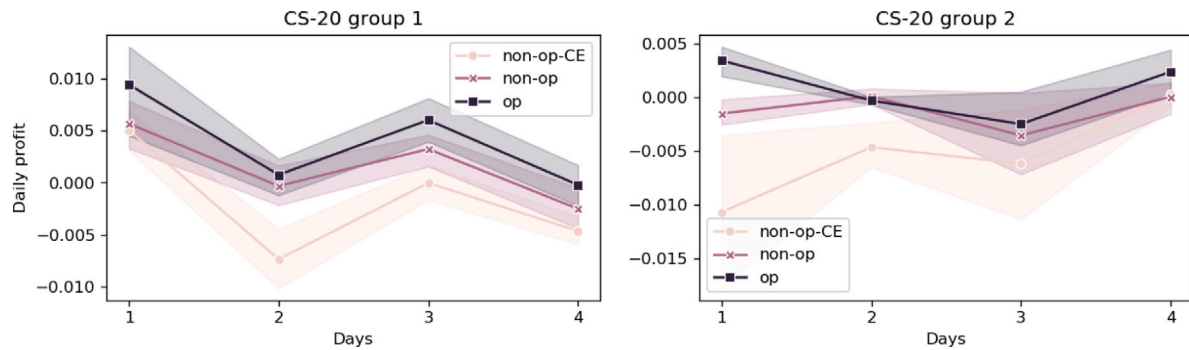 CS-20 group 1
Daily profit
0.010
0.005
0.000
−0.005
−0.010
non-op-CE
non-op
op
1 2 3 4
Days
CS-20 group 2
0.005
0.000
−0.005
−0.010
−0.015
non-op-CE
non-op
op
1 2 3 4
Days